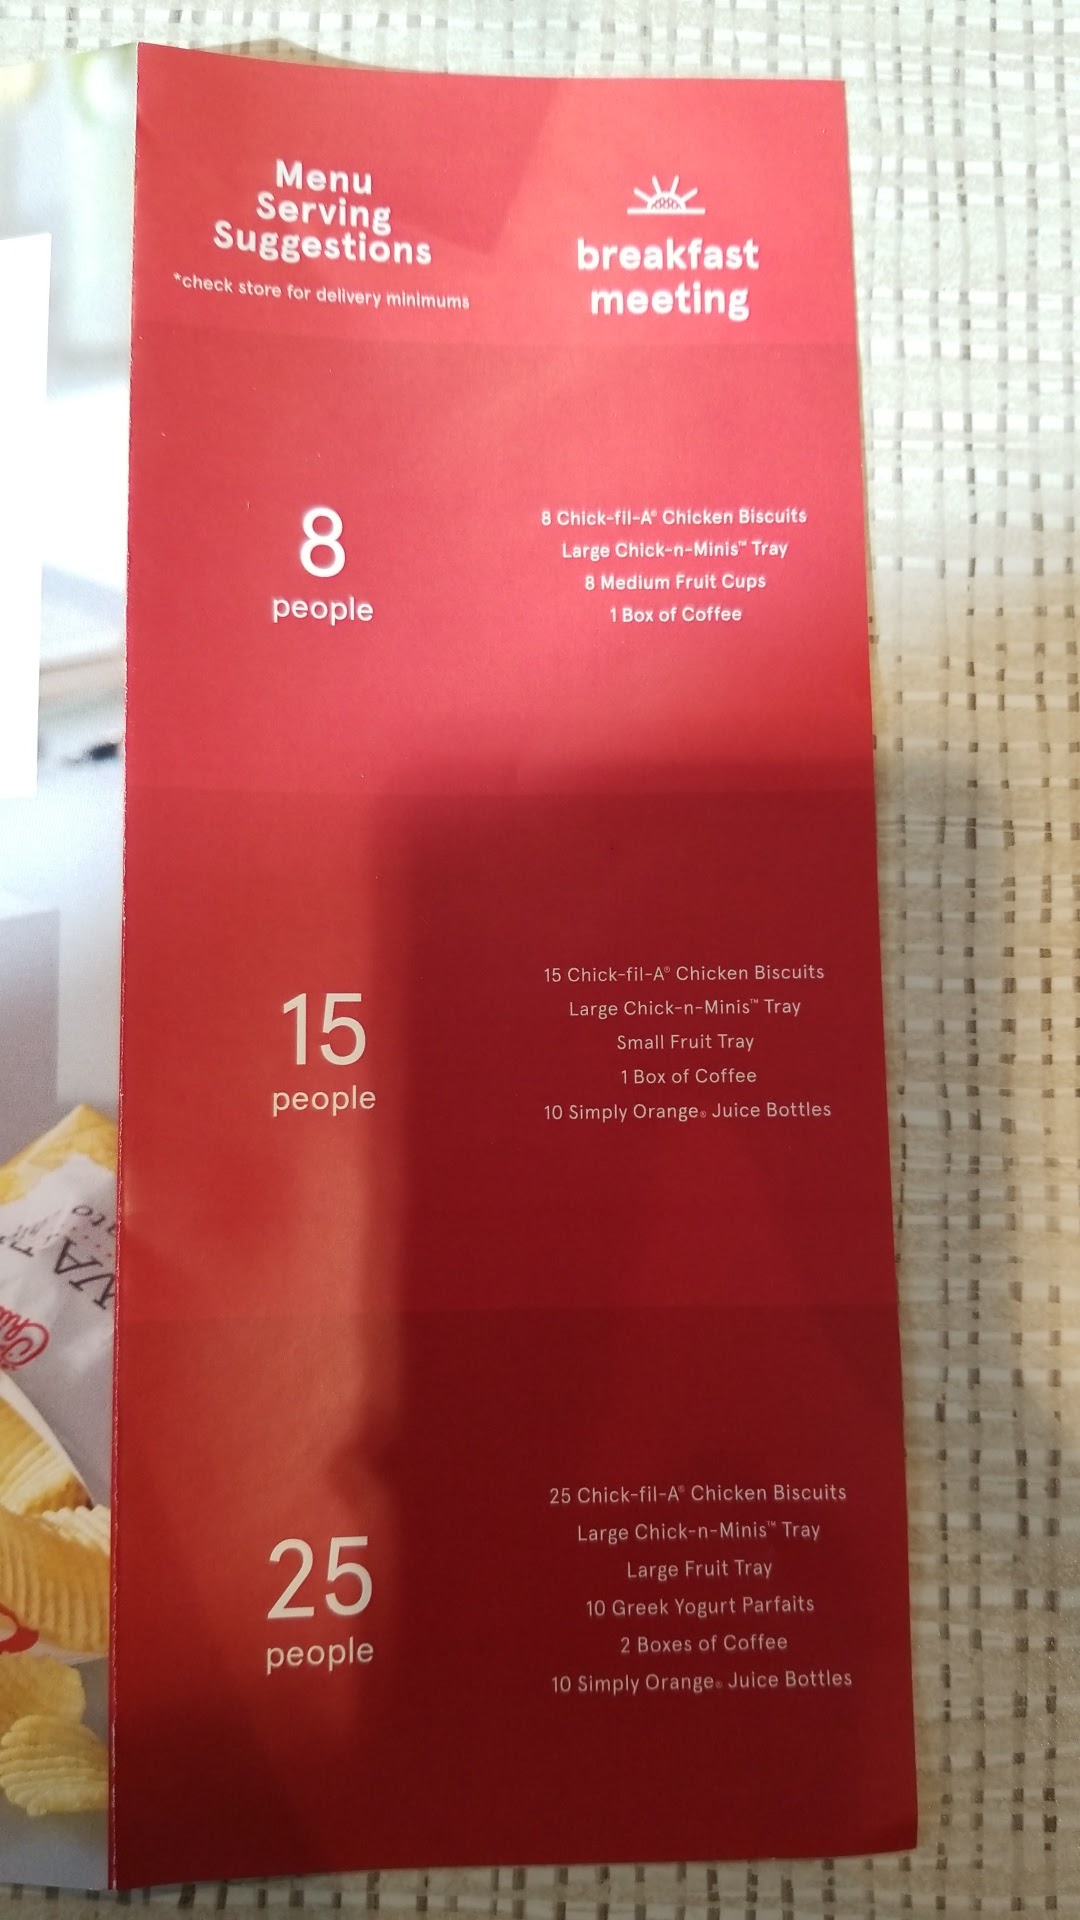 Menu
Serving
Suggestions
*check store for delivery minimums
breakfast
meeting
8
people
8 Chick-fil-A® Chicken Biscuits
Large Chick-n-Minis™ Tray
8 Medium Fruit Cups
1 Box of Coffee
15
people
15 Chick-fil-A® Chicken Biscuits
Large Chick-n-Minis™ Tray
Small Fruit Tray
1 Box of Coffee
10 Simply Orange® Juice Bottles
25
people
25 Chick-fil-A® Chicken Biscuits
Large Chick-n-Minis™ Tray
Large Fruit Tray
10 Greek Yogurt Parfaits
2 Boxes of Coffee
10 Simply Orange® Juice Bottles